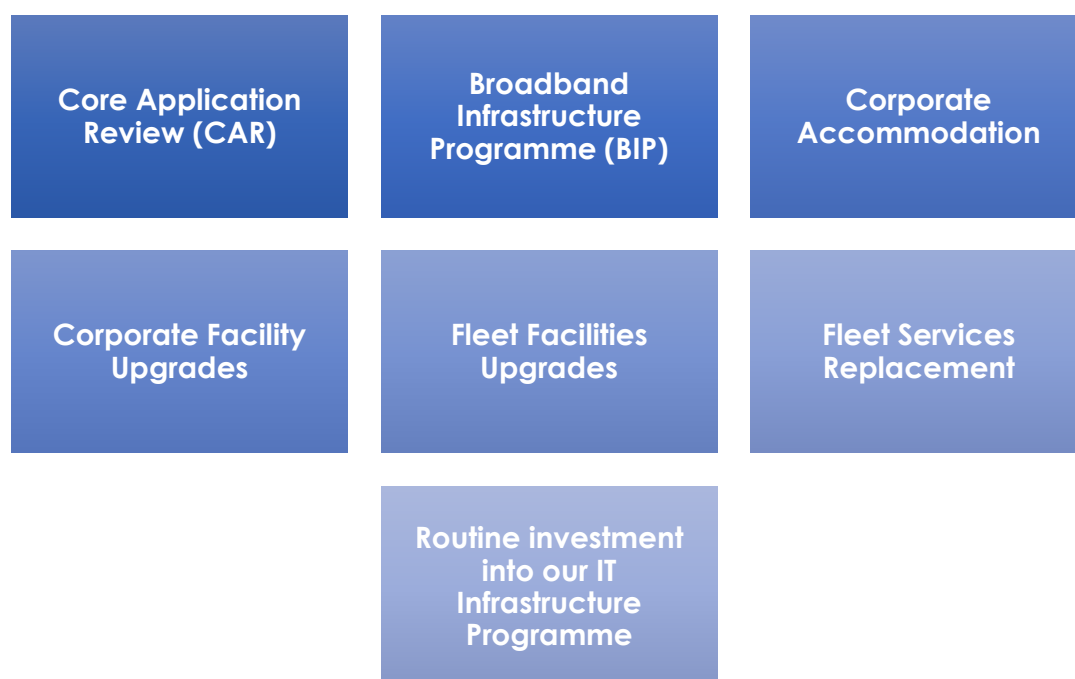 Core Application
Review (CAR)
Broadband
Infrastructure
Programme (BIP)
Corporate
Accommodation
Corporate Facility
Upgrades
Fleet Facilities
Upgrades
Fleet Services
Replacement
Routine investment
into our IT
Infrastructure
Programme